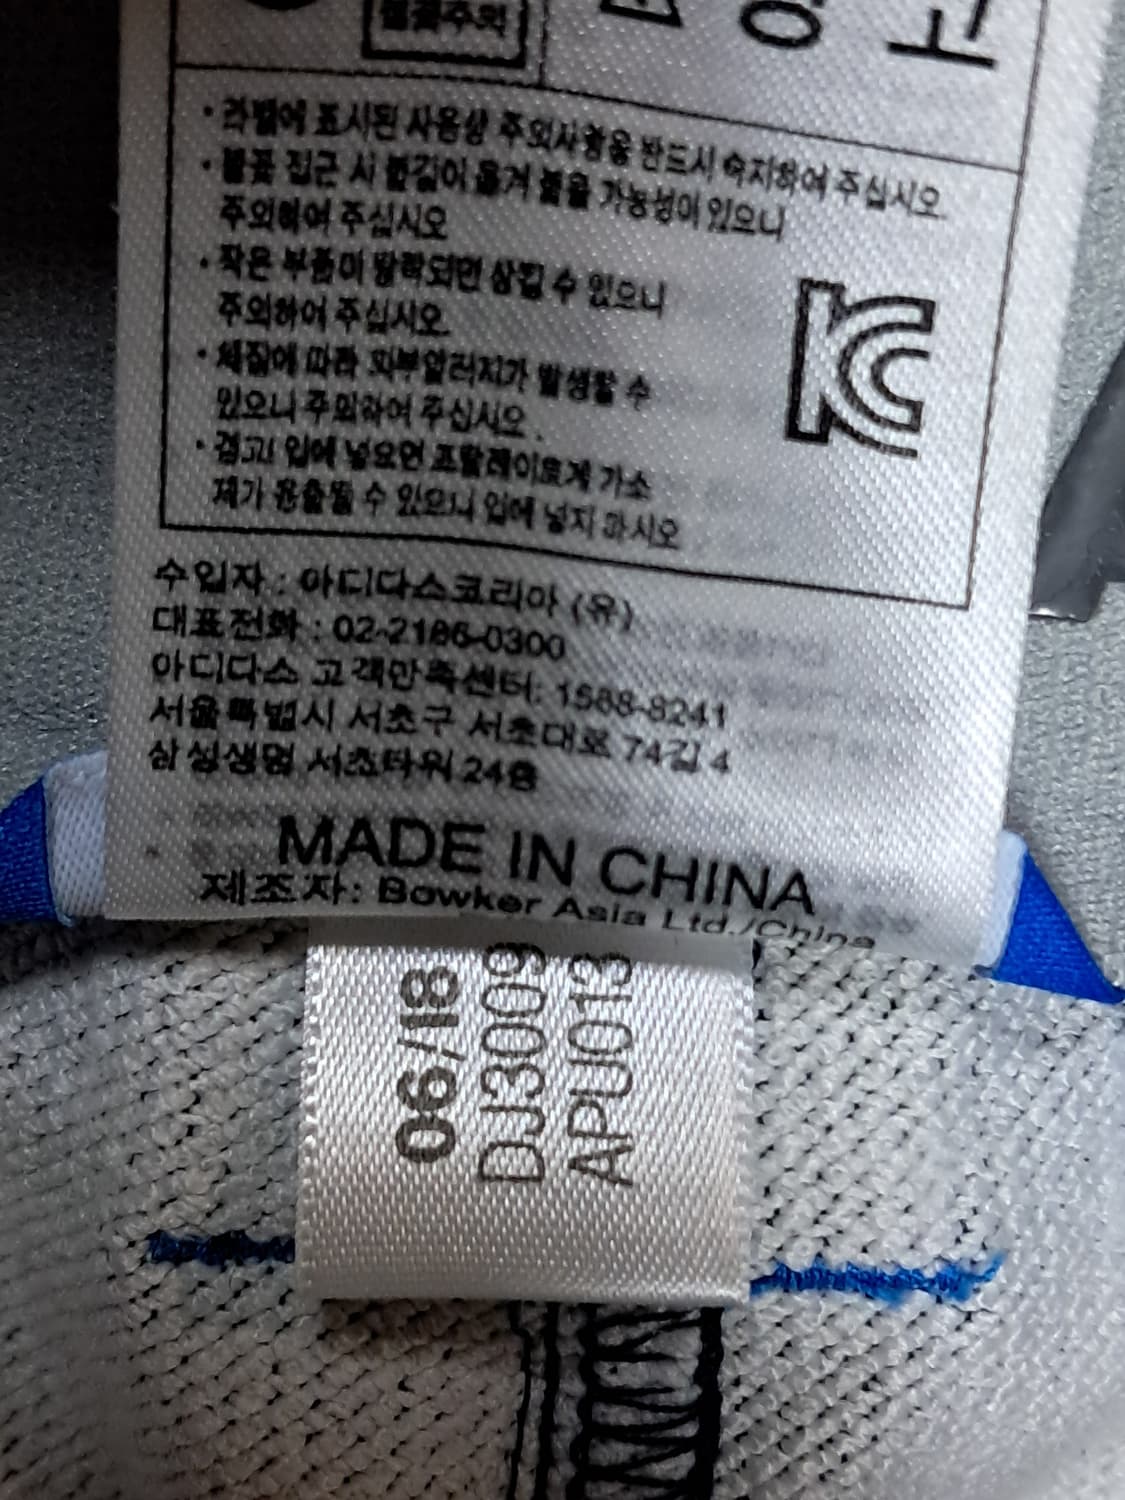 불꽃주의
경고
· 라벨에 표시된 사용상 주의사항을 반드시 숙지하여 주십시오.
· 불꽃 접근 시 불길이 옮겨 붙을 가능성이 있으니
주의하여 주십시오
· 작은 부품이 탈락되면 삼킬 수 있으니
주의하여 주십시오.
· 체질에 따라 피부알러지가 발생할 수
있으니 주의하여 주십시오.
· 경고! 입에 넣으면 프탈레이트계 가소
제가 용출될 수 있으니 입에 넣지 마시오
KC
수입자 : 아디다스코리아 (유)
대표전화 : 02-2186-0300
아디다스 고객만족센터: 1588-8241
서울특별시 서초구 서초대로 74길 4
삼성생명 서초타워 24층
MADE IN CHINA
제조자: Bowker Asia Ltd./China
06/18
DJ3009
APU013